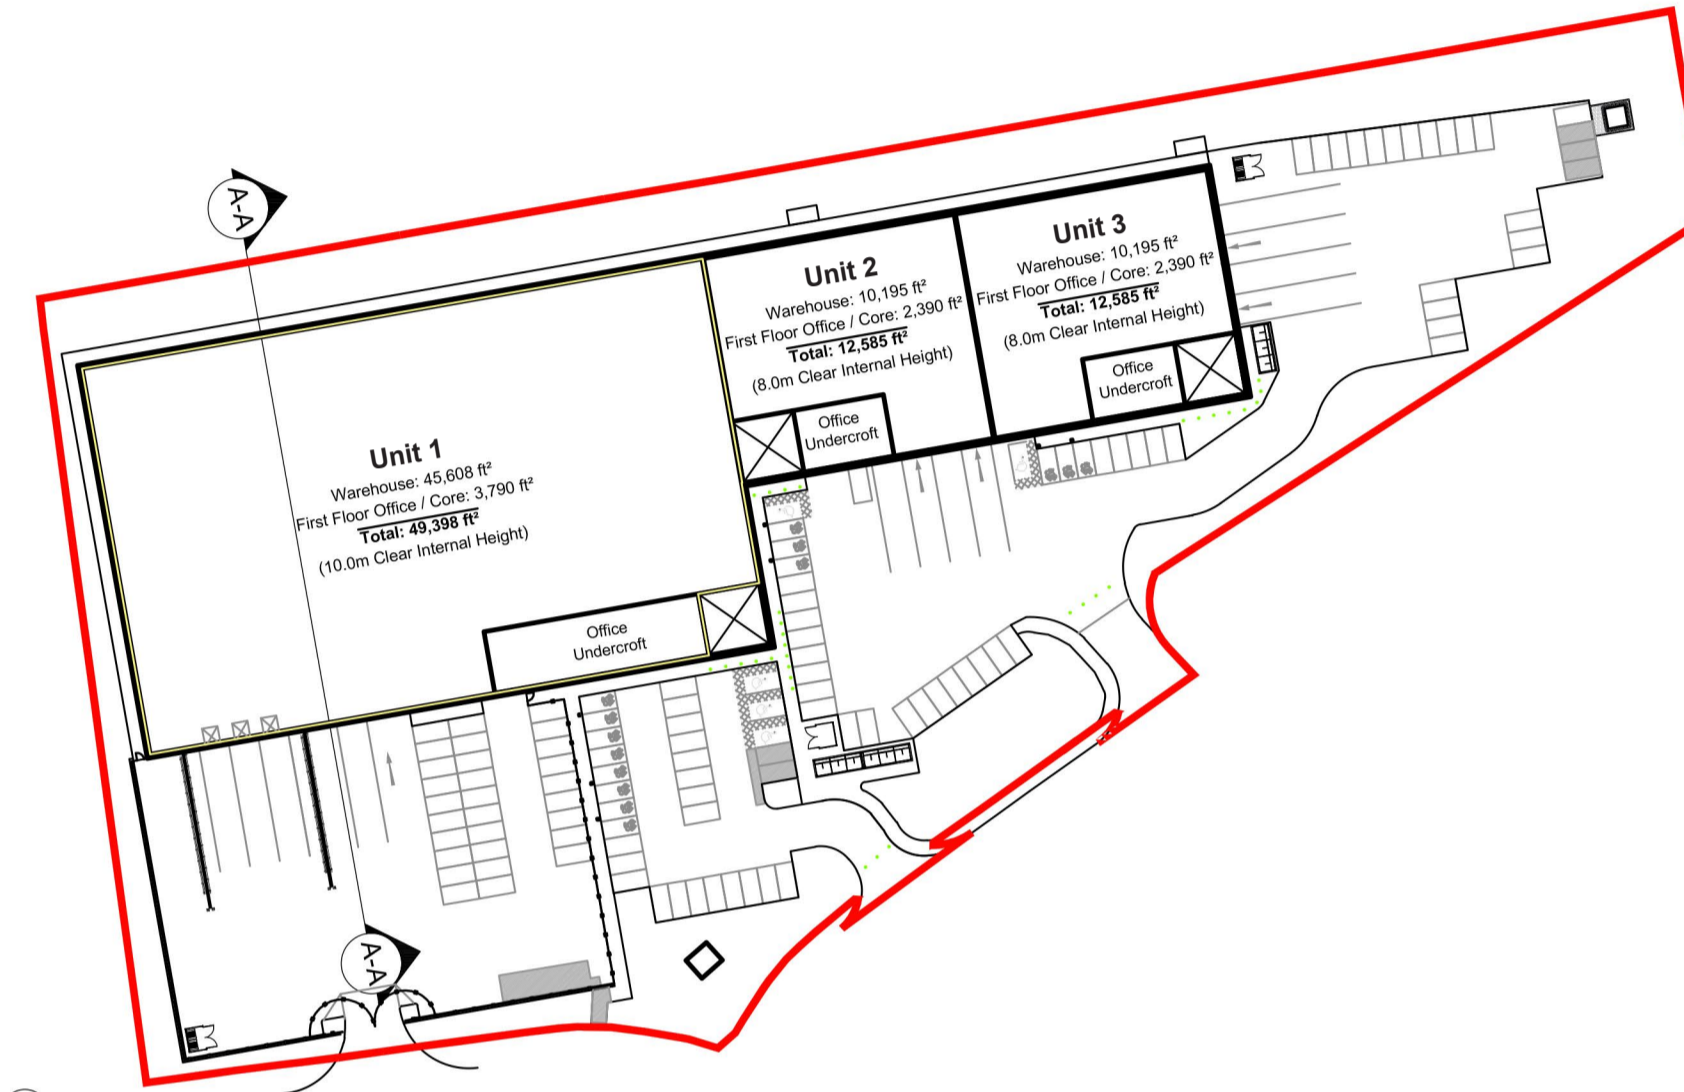 A-A
Unit 1
Warehouse: 45,608 ft²
First Floor Office / Core: 3,790 ft²
Total: 49,398 ft²
(10.0m Clear Internal Height)
Office
Undercroft
Unit 2
Warehouse: 10,195 ft²
First Floor Office / Core: 2,390 ft²
Total: 12,585 ft²
(8.0m Clear Internal Height)
Office
Undercroft
Unit 3
Warehouse: 10,195 ft²
First Floor Office / Core: 2,390 ft²
Total: 12,585 ft²
(8.0m Clear Internal Height)
Office
Undercroft
A-A